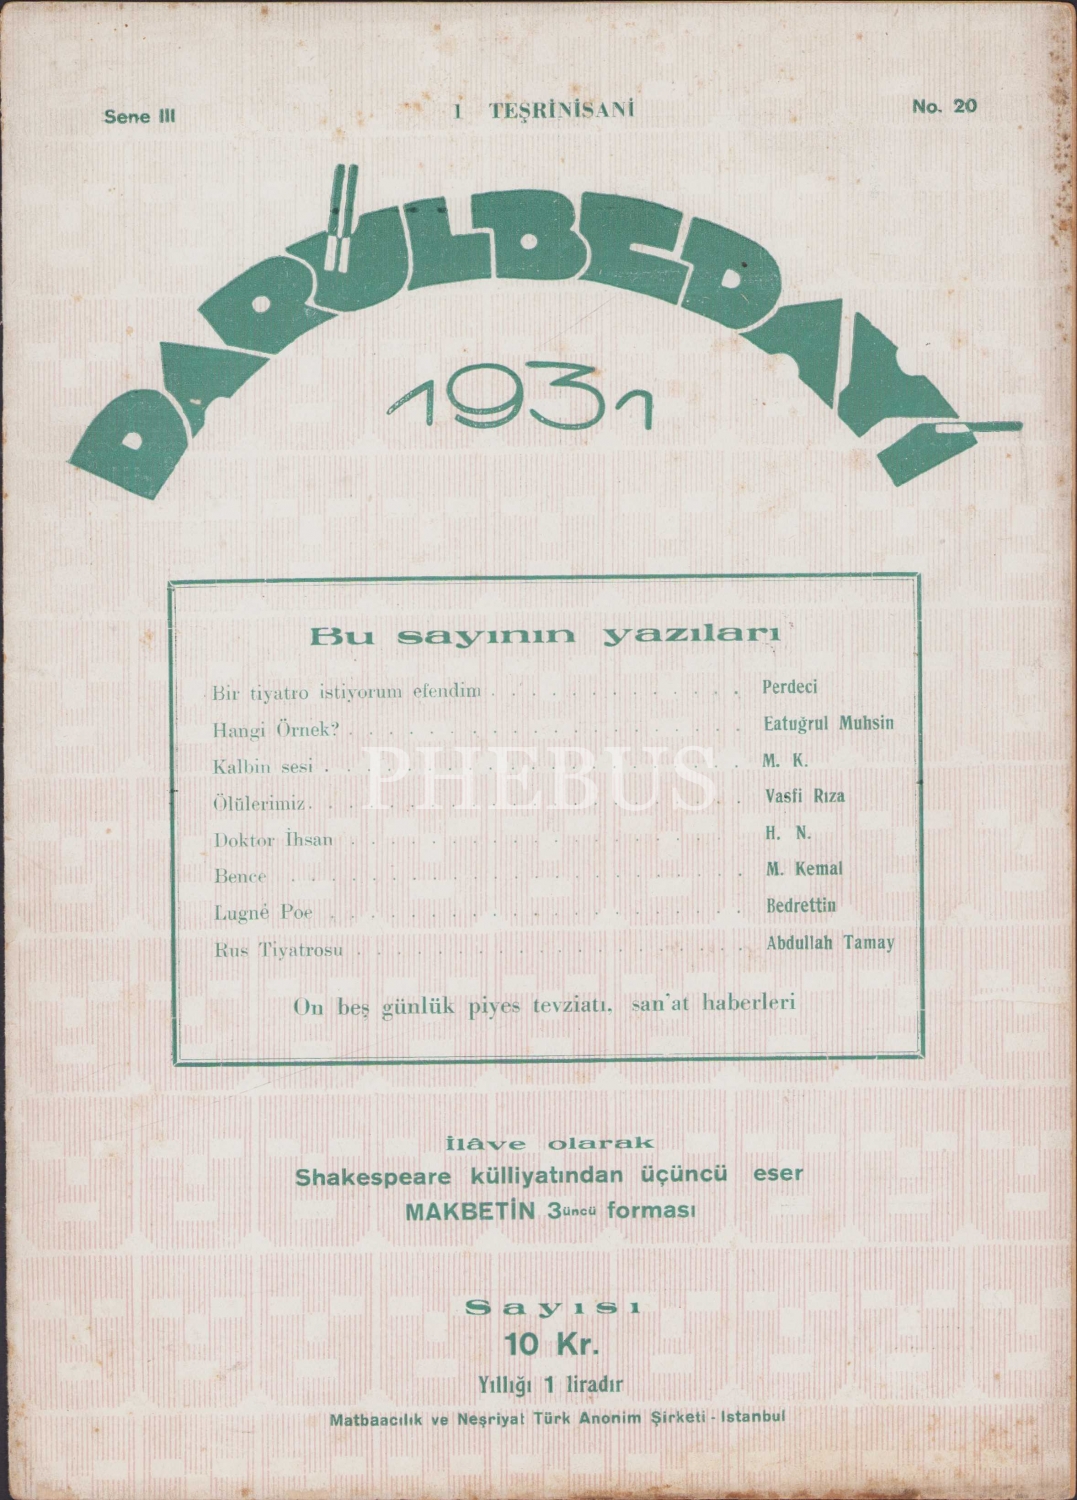 Sene III 1 TEŞRİNİSANİ No. 20
DARÜLBEDAYİ
1931
Bu sayının yazıları
Bir tiyatro istiyorum efendim . . . . . . . . . . . . . Perdeci
Hangi Örnek? . . . . . . . . . . . . . . . . . . . . Eatuğrul Muhsin
Kalbin sesi . . . . . . . . . . . . . . . . . . . . . M. K.
Ölülerimiz . . . . . . . . . . . . . . . . . . . . . Vasfi Rıza
Doktor İhsan . . . . . . . . . . . . . . . . . . . . H. N.
Bence . . . . . . . . . . . . . . . . . . . . . . . M. Kemal
Lugné Poe . . . . . . . . . . . . . . . . . . . . . Bedrettin
Rus Tiyatrosu . . . . . . . . . . . . . . . . . . . . Abdullah Tamay
On beş günlük piyes tevziatı, san'at haberleri
PHEBUS
İlâve olarak
Shakespeare külliyatından üçüncü eser
MAKBETİN 3üncü forması
Sayısı
10 Kr.
Yıllığı 1 liradır
Matbaacılık ve Neşriyat Türk Anonim Şirketi - Istanbul